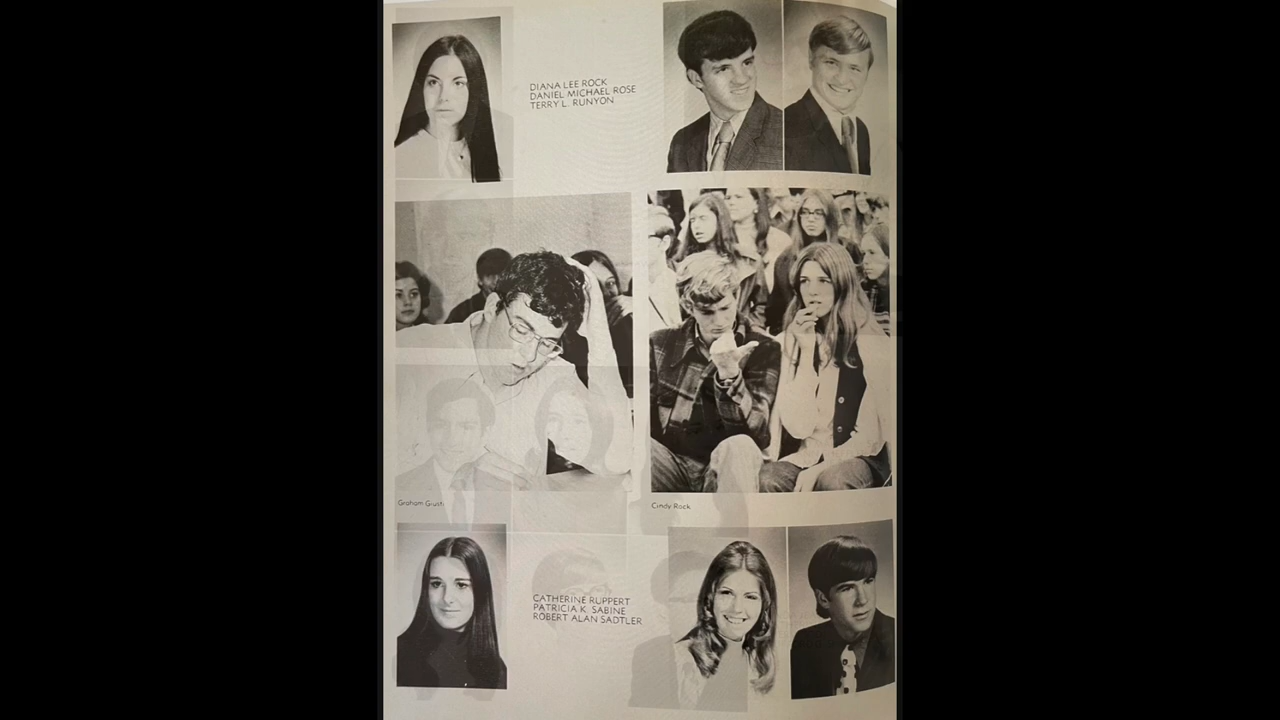 DIANA LEE ROCK
DANIEL MICHAEL ROSE
TERRY L. RUNYON
Graham Giusti
Cindy Rock
CATHERINE RUPPERT
PATRICIA K. SABINE
ROBERT ALAN SADTLER